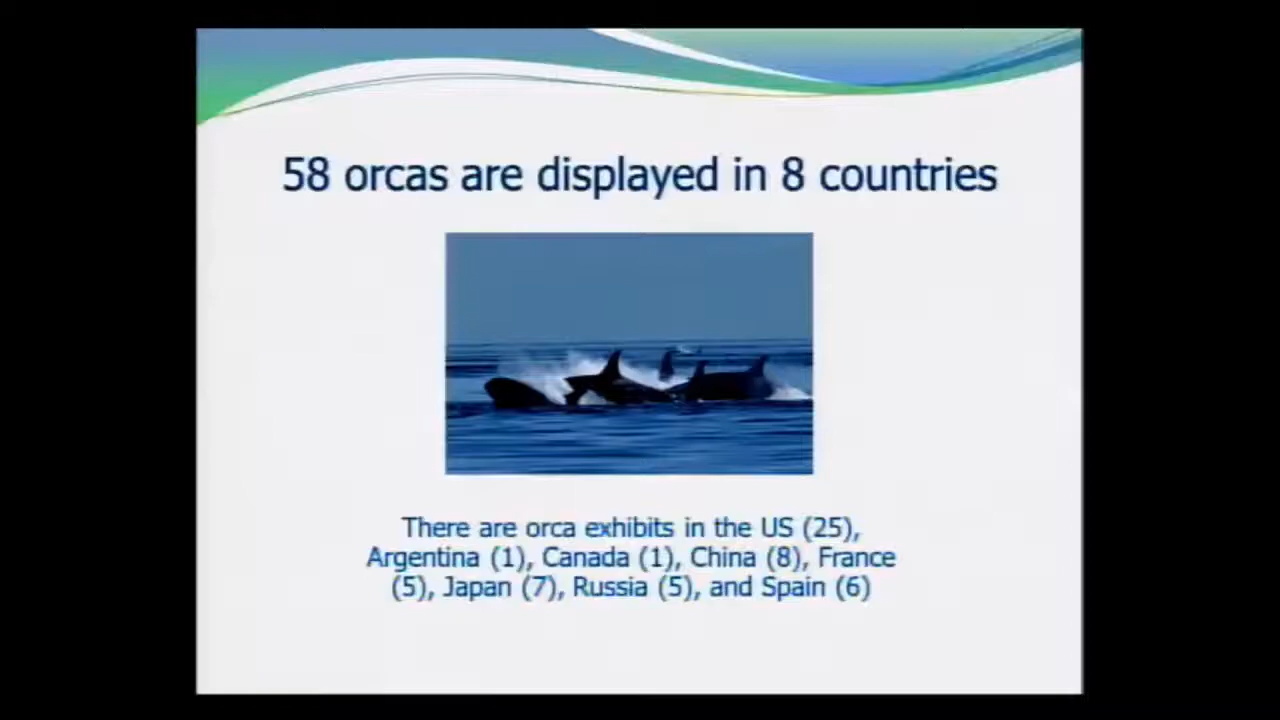 58 orcas are displayed in 8 countries
There are orca exhibits in the US (25),
Argentina (1), Canada (1), China (8), France
(5), Japan (7), Russia (5), and Spain (6)